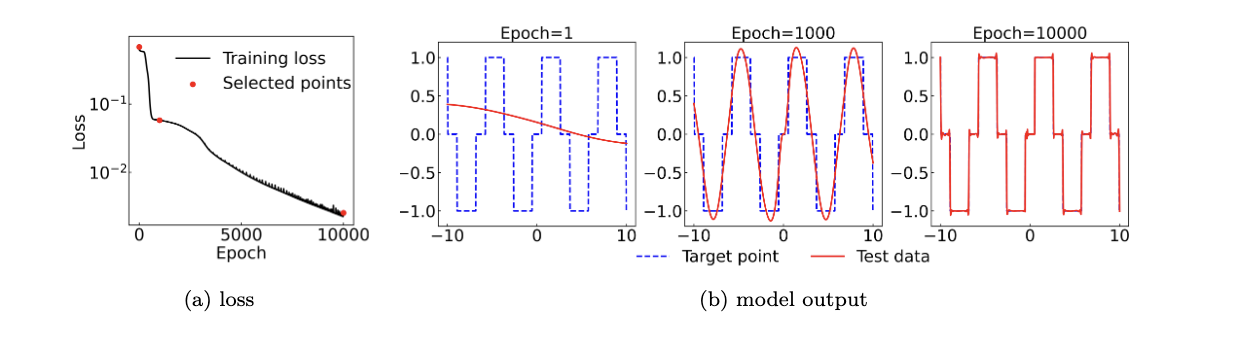 Training loss
Selected points
10⁻¹
10⁻²
Loss
0 5000 10000
Epoch
Epoch=1
1.0
0.5
0.0
−0.5
−1.0
−10 0 10
Epoch=1000
1.0
0.5
0.0
−0.5
−1.0
−10 0 10
Epoch=10000
1.0
0.5
0.0
−0.5
−1.0
−10 0 10
Target point Test data
(a) loss
(b) model output